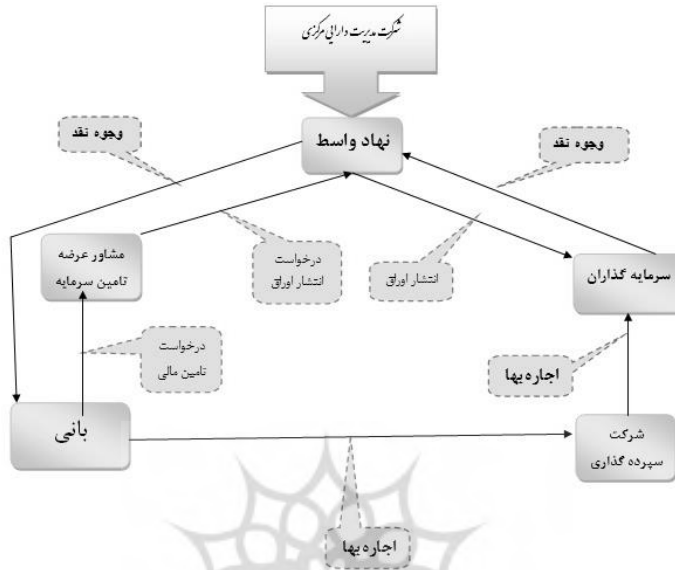 شرکت مدیریت دارایی مرکزی
نهاد واسط
وجوه نقد
وجوه نقد
مشاور عرضه
تامین سرمایه
درخواست
انتشار اوراق
انتشار اوراق
سرمایه گذاران
درخواست
تامین مالی
اجاره بها
بانی
شرکت
سپرده گذاری
اجاره بها